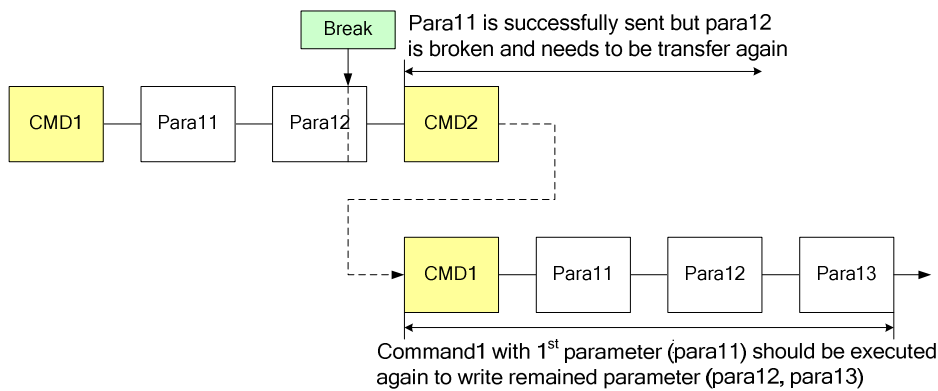 Break
Para11 is successfully sent but para12
is broken and needs to be transfer again
CMD1
Para11
Para12
CMD2
CMD1
Para11
Para12
Para13
Command1 with 1st parameter (para11) should be executed
again to write remained parameter (para12, para13)